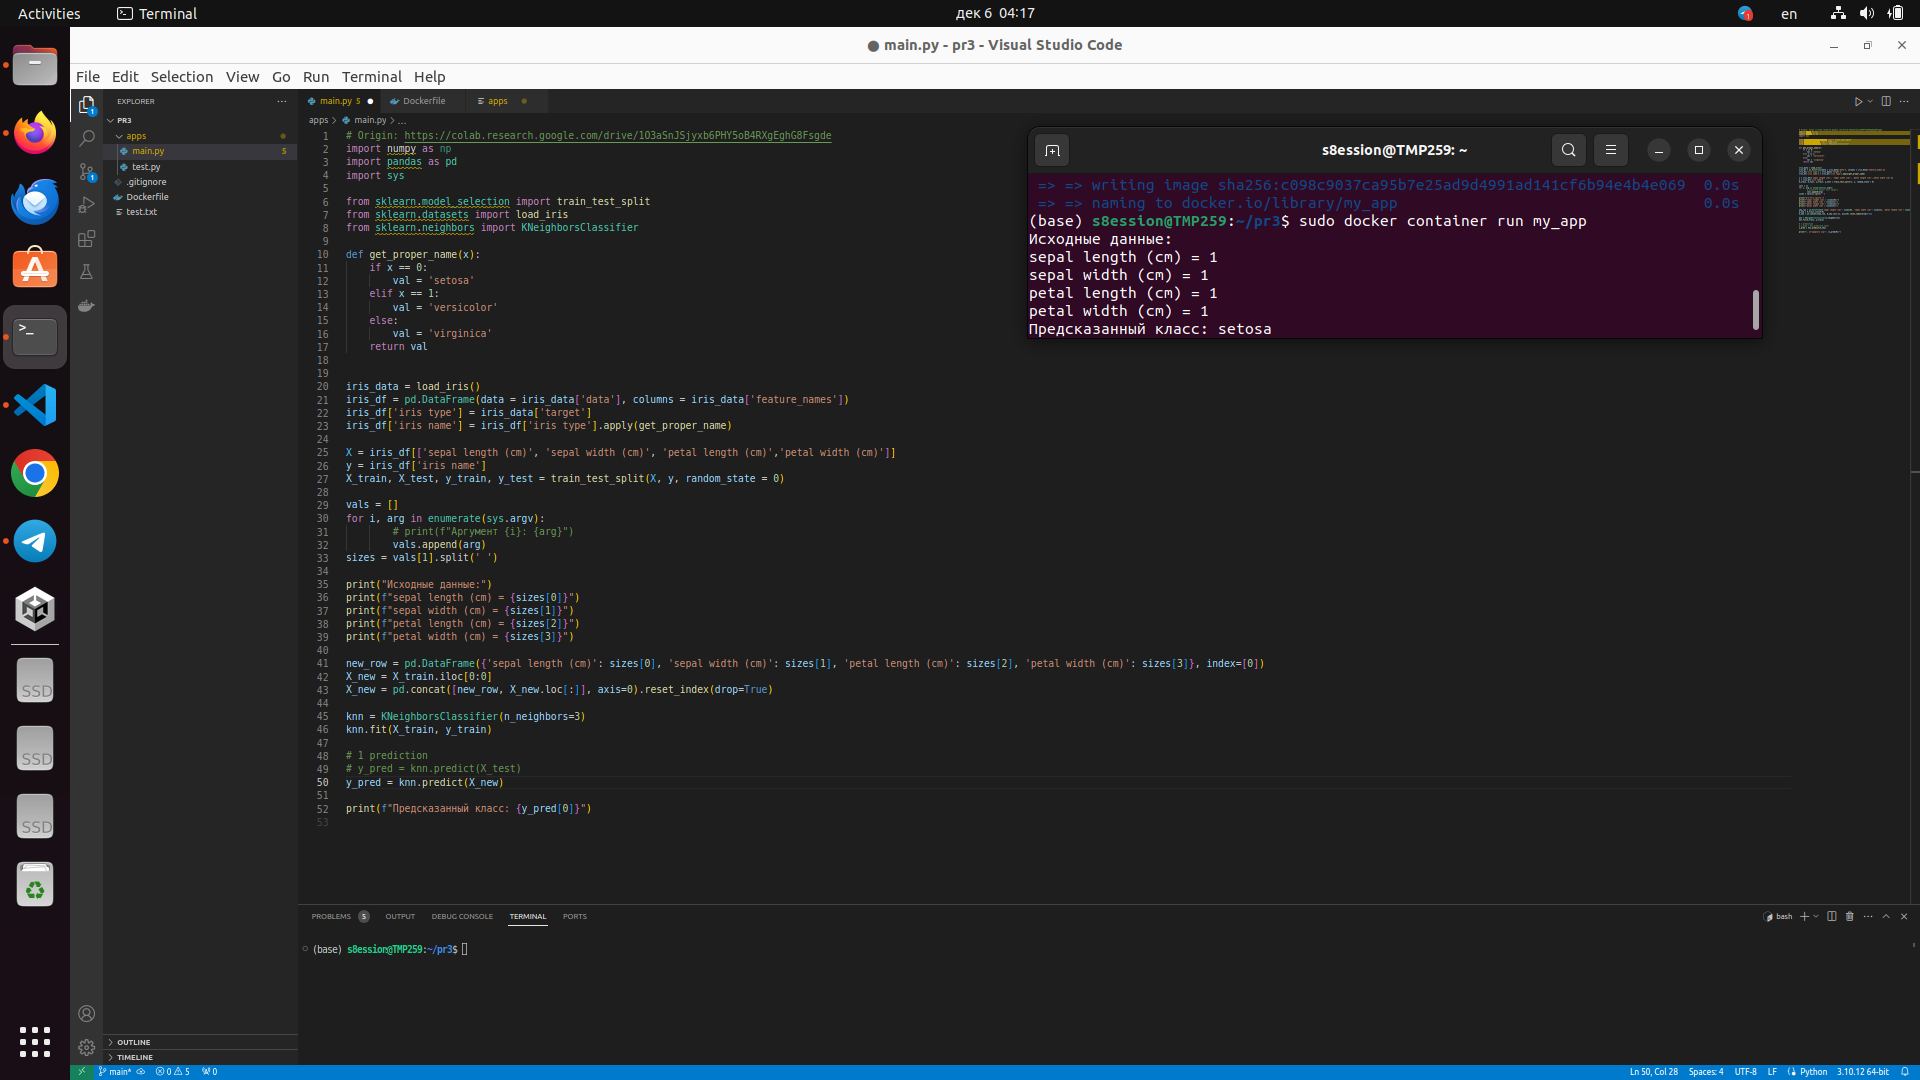 Activities
Terminal
дек 6 04:17
en
● main.py - pr3 - Visual Studio Code
File Edit Selection View Go Run Terminal Help
EXPLORER
PR3
apps
main.py 5
test.py
.gitignore
Dockerfile
test.txt
OUTLINE
TIMELINE
main.py 5
Dockerfile
apps
apps > main.py > ...
1 # Origin: https://colab.research.google.com/drive/1O3aSnJSjyxb6PHY5oB4RXgEghG8Fsgde
2 import numpy as np
3 import pandas as pd
4 import sys
5
6 from sklearn.model_selection import train_test_split
7 from sklearn.datasets import load_iris
8 from sklearn.neighbors import KNeighborsClassifier
9
10 def get_proper_name(x):
11     if x == 0:
12         val = 'setosa'
13     elif x == 1:
14         val = 'versicolor'
15     else:
16         val = 'virginica'
17     return val
18
19
20 iris_data = load_iris()
21 iris_df = pd.DataFrame(data = iris_data['data'], columns = iris_data['feature_names'])
22 iris_df['iris type'] = iris_data['target']
23 iris_df['iris name'] = iris_df['iris type'].apply(get_proper_name)
24
25 X = iris_df[['sepal length (cm)', 'sepal width (cm)', 'petal length (cm)','petal width (cm)']]
26 y = iris_df['iris name']
27 X_train, X_test, y_train, y_test = train_test_split(X, y, random_state = 0)
28
29 vals = []
30 for i, arg in enumerate(sys.argv):
31         # print(f"Аргумент {i}: {arg}")
32         vals.append(arg)
33 sizes = vals[1].split(' ')
34
35 print("Исходные данные:")
36 print(f"sepal length (cm) = {sizes[0]}")
37 print(f"sepal width (cm) = {sizes[1]}")
38 print(f"petal length (cm) = {sizes[2]}")
39 print(f"petal width (cm) = {sizes[3]}")
40
41 new_row = pd.DataFrame({'sepal length (cm)': sizes[0], 'sepal width (cm)': sizes[1], 'petal length (cm)': sizes[2], 'petal width (cm)': sizes[3]}, index=[0])
42 X_new = X_train.iloc[0:0]
43 X_new = pd.concat([new_row, X_new.loc[:]], axis=0).reset_index(drop=True)
44
45 knn = KNeighborsClassifier(n_neighbors=3)
46 knn.fit(X_train, y_train)
47
48 # 1 prediction
49 # y_pred = knn.predict(X_test)
50 y_pred = knn.predict(X_new)
51
52 print(f"Предсказанный класс: {y_pred[0]}")
53
s8ession@TMP259: ~
=> => writing image sha256:c098c9037ca95b7e25ad9d4991ad141cf6b94e4b4e069 0.0s
=> => naming to docker.io/library/my_app 0.0s
(base) s8ession@TMP259:~/pr3$ sudo docker container run my_app
Исходные данные:
sepal length (cm) = 1
sepal width (cm) = 1
petal length (cm) = 1
petal width (cm) = 1
Предсказанный класс: setosa
PROBLEMS 5 OUTPUT DEBUG CONSOLE TERMINAL PORTS
bash
(base) s8ession@TMP259:~/pr3$
SSD
SSD
SSD
main* 0 5 0
Ln 50, Col 28 Spaces: 4 UTF-8 LF Python 3.10.12 64-bit